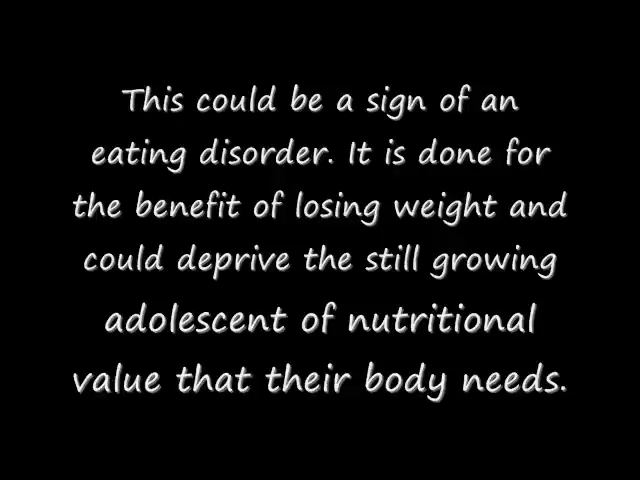 This could be a sign of an
eating disorder. It is done for
the benefit of losing weight and
could deprive the still growing
adolescent of nutritional
value that their body needs.